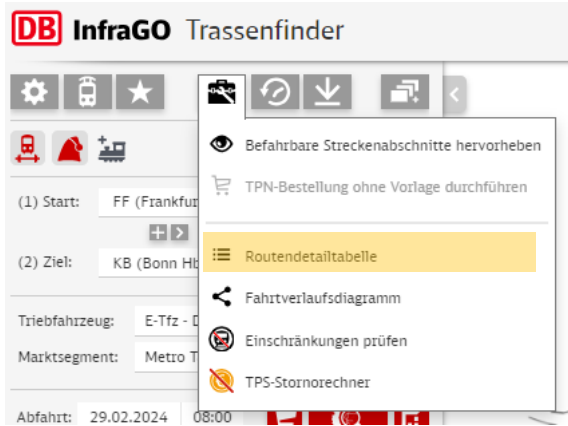 DB InfraGO Trassenfinder
Befahrbare Streckenabschnitte hervorheben
TPN-Bestellung ohne Vorlage durchführen
(1) Start: FF (Frankfur
(2) Ziel: KB (Bonn Hb
Routendetailtabelle
Triebfahrzeug: E-Tfz - D
Fahrtverlaufsdiagramm
Einschränkungen prüfen
Marktsegment: Metro T
TPS-Stornorechner
Abfahrt: 29.02.2024 08:00